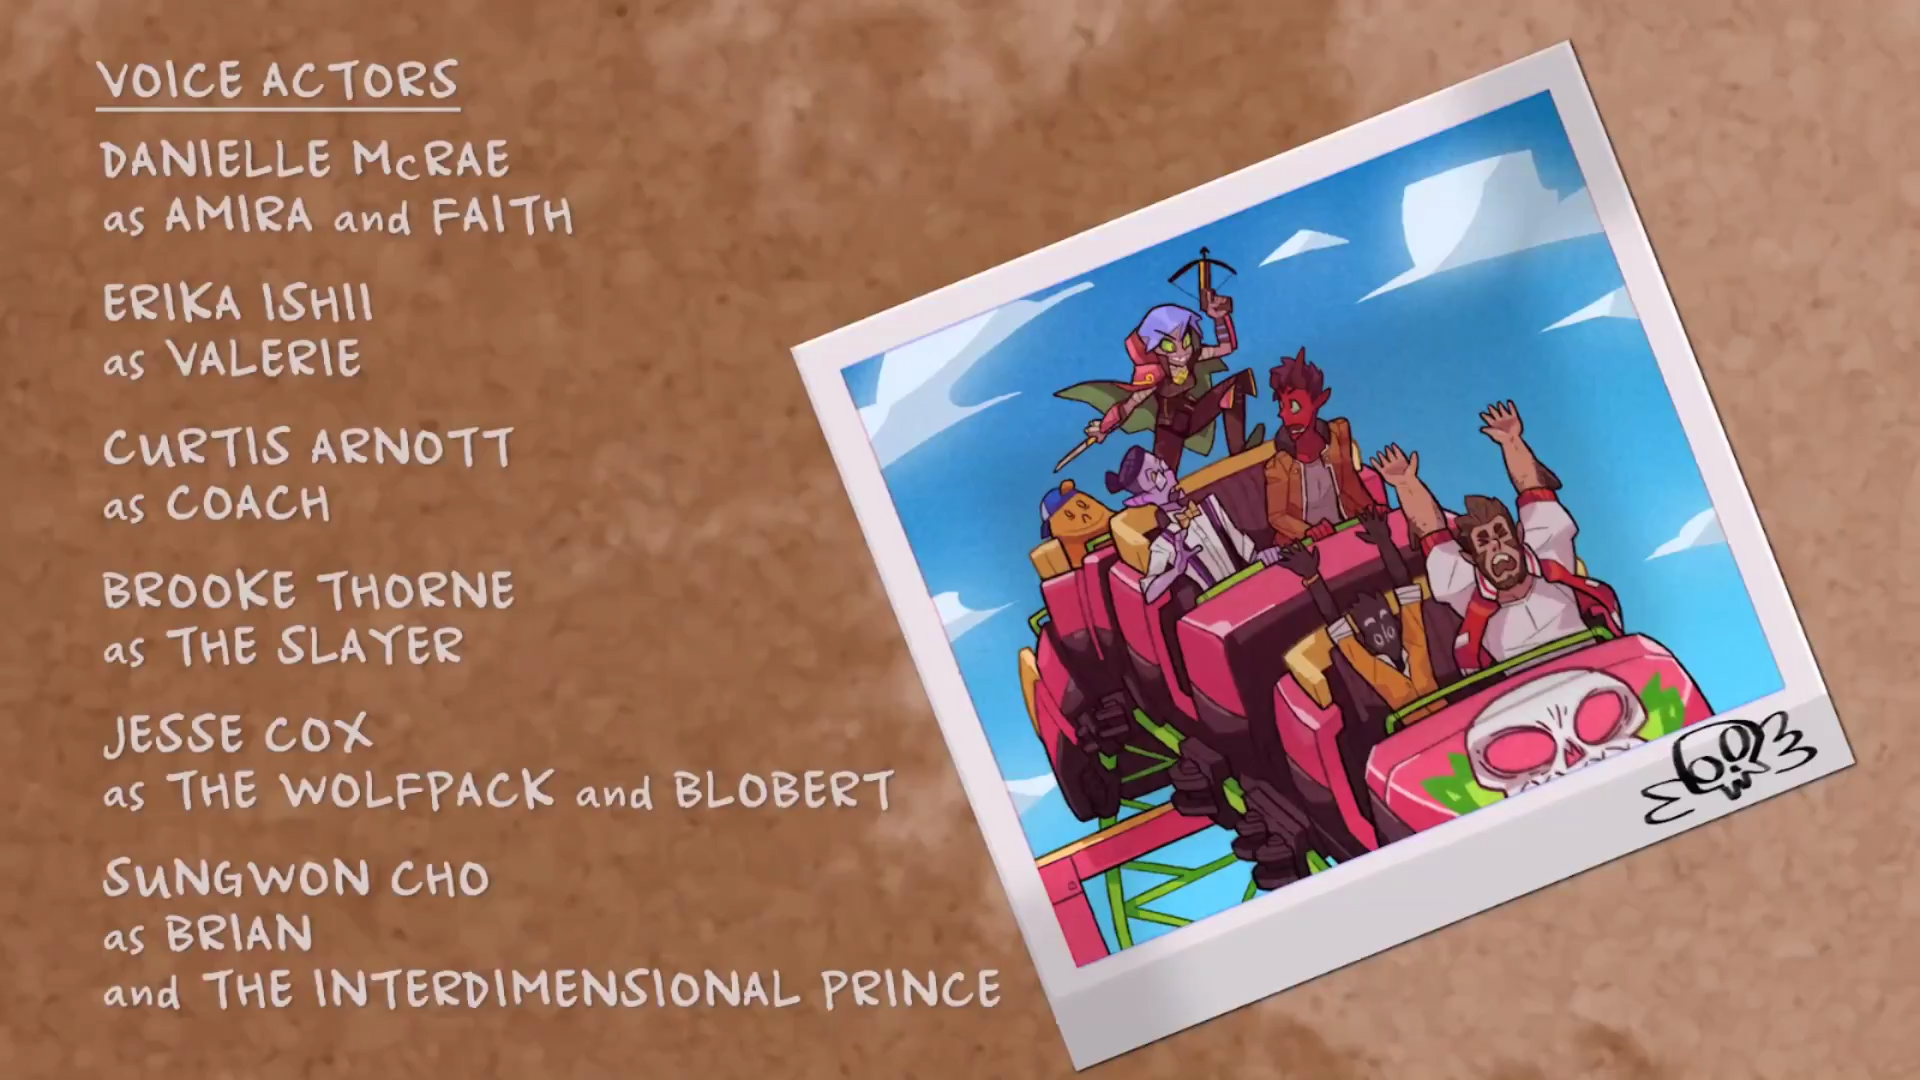 VOICE ACTORS
DANIELLE McRAE
as AMIRA and FAITH
ERIKA ISHII
as VALERIE
CURTIS ARNOTT
as COACH
BROOKE THORNE
as THE SLAYER
JESSE COX
as THE WOLFPACK and BLOBERT
SUNGWON CHO
as BRIAN
and THE INTERDIMENSIONAL PRINCE